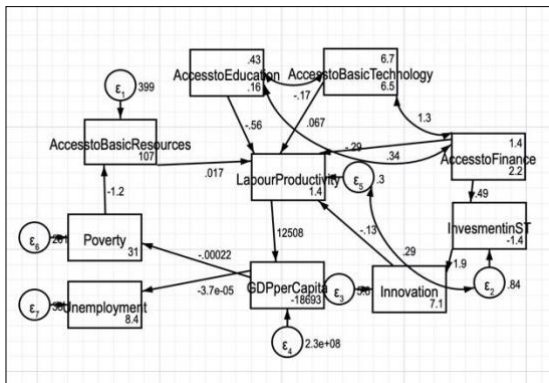 .43
AccesstoEducation
.16
6.7
AccesstoBasicTechnology
6.5
-.17
ε1
399
AccesstoBasicResources
107
-.56
.067
1.3
.34
-.29
1.4
AccesstoFinance
2.2
.017
LabourProductivity
1.4
ε5
.3
.49
InvesmentinST
-1.4
-1.2
ε6
Poverty
31
12508
-.13
.29
1.9
ε2
.84
-.00022
-3.7e-05
ε7
Unemployment
8.4
GDPperCapita
-18693
ε3
Innovation
7.1
ε4
2.3e+08